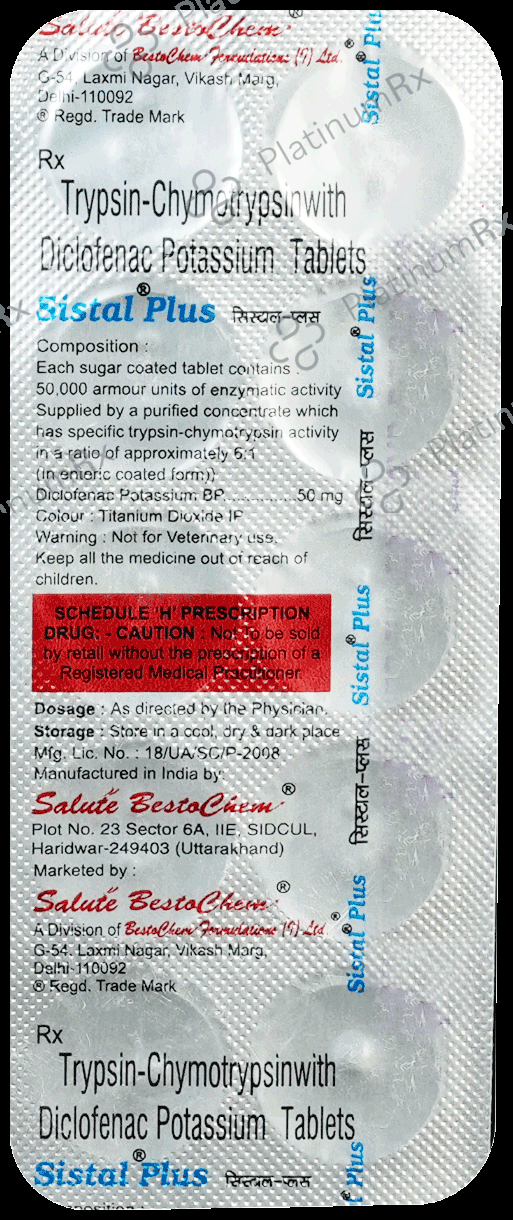 Salute BestoChem ®
A Division of BestoChem Formulations (I) Ltd.®
G-54, Laxmi Nagar, Vikash Marg,
Delhi-110092
® Regd. Trade Mark
Rx
Trypsin-Chymotrypsinwith
Diclofenac Potassium Tablets
Sistal® Plus सिस्टाल-प्लस
Composition :
Each sugar coated tablet contains :
50,000 armour units of enzymatic activity
Supplied by a purified concentrate which
has specific trypsin-chymotrypsin activity
in a ratio of approximately 6:1
(In enteric coated form))
Diclofenac Potassium BP.............50 mg
Colour : Titanium Dioxide IP
Warning : Not for Veterinary use.
Keep all the medicine out of reach of
children.
SCHEDULE 'H' PRESCRIPTION
DRUG: - CAUTION : Not To be sold
by retail without the prescription of a
Registered Medical Practitioner
Dosage : As directed by the Physician.
Storage : Store in a cool, dry & dark place
Mfg. Lic. No. : 18/UA/SC/P-2008
Manufactured in India by:
Salute BestoChem ®
Plot No. 23 Sector 6A, IIE, SIDCUL,
Haridwar-249403 (Uttarakhand)
Marketed by :
Salute BestoChem ®
A Division of BestoChem Formulations (I) Ltd.®
G-54, Laxmi Nagar, Vikash Marg,
Delhi-110092
® Regd. Trade Mark
Rx
Trypsin-Chymotrypsinwith
Diclofenac Potassium Tablets
Sistal® Plus सिस्टाल-प्लस
Sistal® Plus
Sistal® Plus
सिस्टाल-प्लस
Sistal® Plus
सिस्टाल-प्लस
Sistal® Plus
® Plus
PlatinumRx
PlatinumRx
PlatinumRx